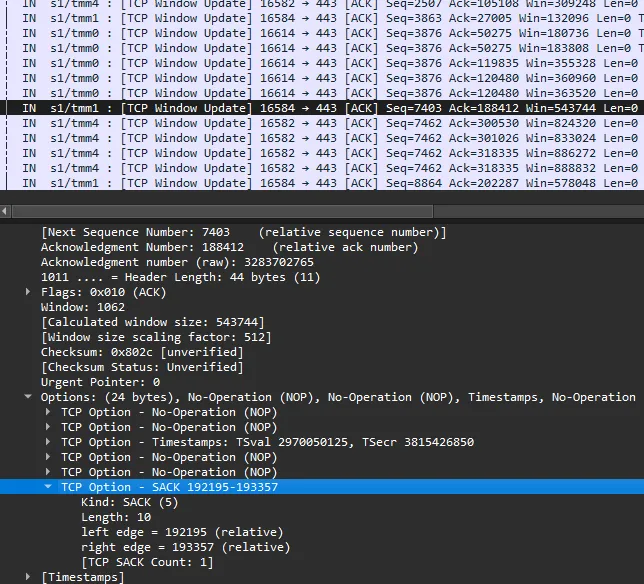 IN s1/tmm4 : [TCP Window Update] 16582 → 443 [ACK] Seq=2507 Ack=105108 Win=309248 Len=0
IN s1/tmm1 : [TCP Window Update] 16584 → 443 [ACK] Seq=3863 Ack=27005 Win=132096 Len=0
IN s1/tmm0 : [TCP Window Update] 16614 → 443 [ACK] Seq=3876 Ack=50275 Win=180736 Len=0 T
IN s1/tmm0 : [TCP Window Update] 16614 → 443 [ACK] Seq=3876 Ack=50275 Win=183808 Len=0 T
IN s1/tmm0 : [TCP Window Update] 16614 → 443 [ACK] Seq=3876 Ack=119835 Win=355328 Len=0
IN s1/tmm0 : [TCP Window Update] 16614 → 443 [ACK] Seq=3876 Ack=120480 Win=360960 Len=0
IN s1/tmm0 : [TCP Window Update] 16614 → 443 [ACK] Seq=3876 Ack=120480 Win=363520 Len=0
IN s1/tmm1 : [TCP Window Update] 16584 → 443 [ACK] Seq=7403 Ack=188412 Win=543744 Len=0
IN s1/tmm4 : [TCP Window Update] 16582 → 443 [ACK] Seq=7462 Ack=300530 Win=824320 Len=0
IN s1/tmm4 : [TCP Window Update] 16582 → 443 [ACK] Seq=7462 Ack=301026 Win=833024 Len=0
IN s1/tmm4 : [TCP Window Update] 16582 → 443 [ACK] Seq=7462 Ack=318335 Win=886272 Len=0
IN s1/tmm4 : [TCP Window Update] 16582 → 443 [ACK] Seq=7462 Ack=318335 Win=888832 Len=0
IN s1/tmm1 : [TCP Window Update] 16584 → 443 [ACK] Seq=8864 Ack=202287 Win=578048 Len=0
[Next Sequence Number: 7403 (relative sequence number)]
Acknowledgment Number: 188412 (relative ack number)
Acknowledgment number (raw): 3283702765
1011 .... = Header Length: 44 bytes (11)
Flags: 0x010 (ACK)
Window: 1062
[Calculated window size: 543744]
[Window size scaling factor: 512]
Checksum: 0x802c [unverified]
[Checksum Status: Unverified]
Urgent Pointer: 0
Options: (24 bytes), No-Operation (NOP), No-Operation (NOP), Timestamps, No-Operation
TCP Option - No-Operation (NOP)
TCP Option - No-Operation (NOP)
TCP Option - Timestamps: TSval 2970050125, TSecr 3815426850
TCP Option - No-Operation (NOP)
TCP Option - No-Operation (NOP)
TCP Option - SACK 192195-193357
Kind: SACK (5)
Length: 10
left edge = 192195 (relative)
right edge = 193357 (relative)
[TCP SACK Count: 1]
[Timestamps]